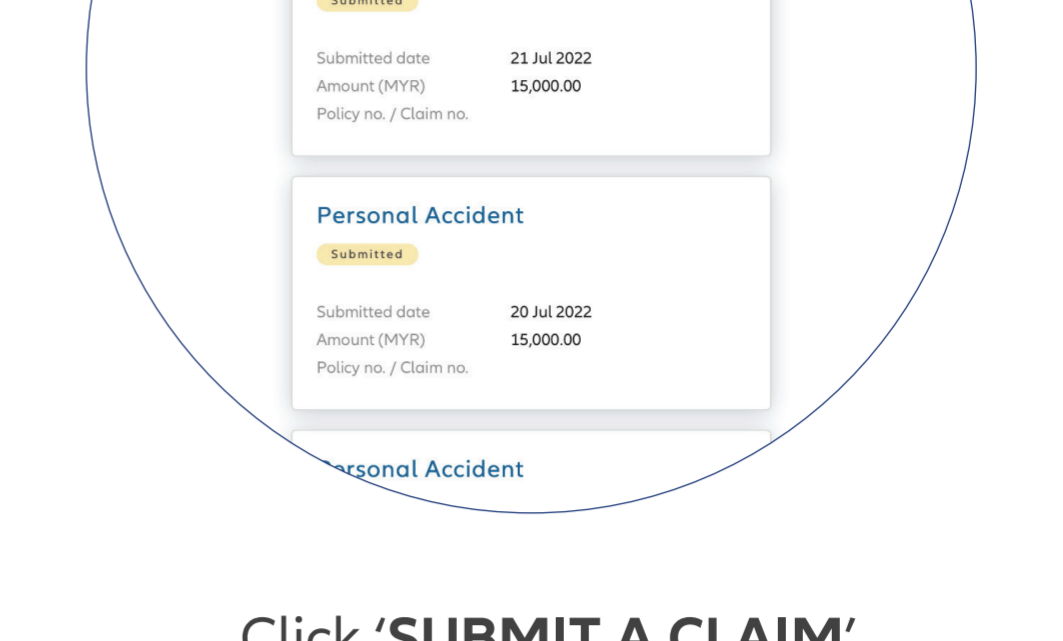 Submitted
Submitted date 21 Jul 2022
Amount (MYR) 15,000.00
Policy no. / Claim no.
Personal Accident
Submitted
Submitted date 20 Jul 2022
Amount (MYR) 15,000.00
Policy no. / Claim no.
Personal Accident
Click ‘SUBMIT A CLAIM’